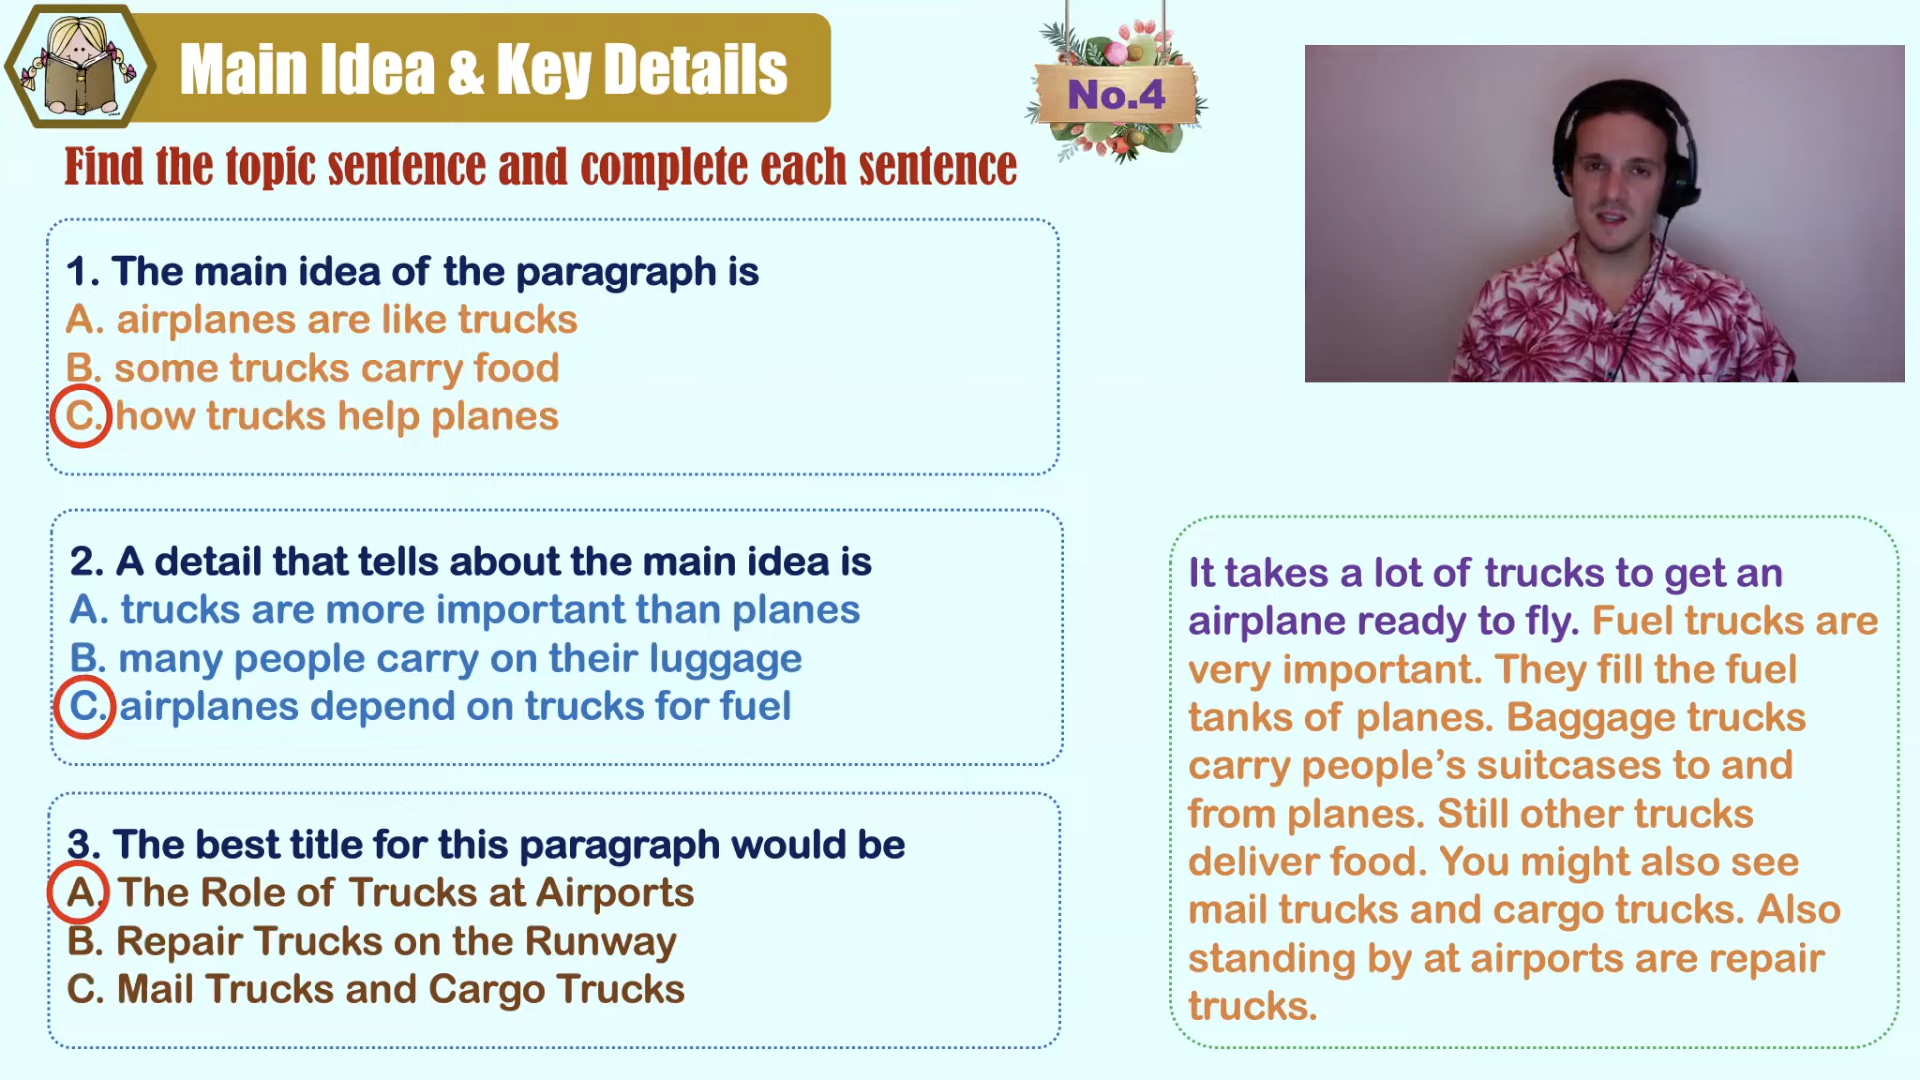 Main Idea & Key Details
No.4
Find the topic sentence and complete each sentence
1. The main idea of the paragraph is
A. airplanes are like trucks
B. some trucks carry food
C. how trucks help planes
2. A detail that tells about the main idea is
A. trucks are more important than planes
B. many people carry on their luggage
C. airplanes depend on trucks for fuel
3. The best title for this paragraph would be
A. The Role of Trucks at Airports
B. Repair Trucks on the Runway
C. Mail Trucks and Cargo Trucks
It takes a lot of trucks to get an
airplane ready to fly. Fuel trucks are
very important. They fill the fuel
tanks of planes. Baggage trucks
carry people’s suitcases to and
from planes. Still other trucks
deliver food. You might also see
mail trucks and cargo trucks. Also
standing by at airports are repair
trucks.